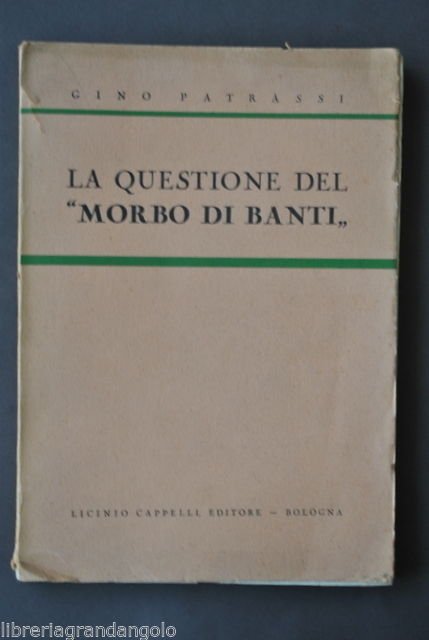 GINO PATRASSI
LA QUESTIONE DEL
“MORBO DI BANTI„
LICINIO CAPPELLI, EDITORE – BOLOGNA
libreriagrandangolo